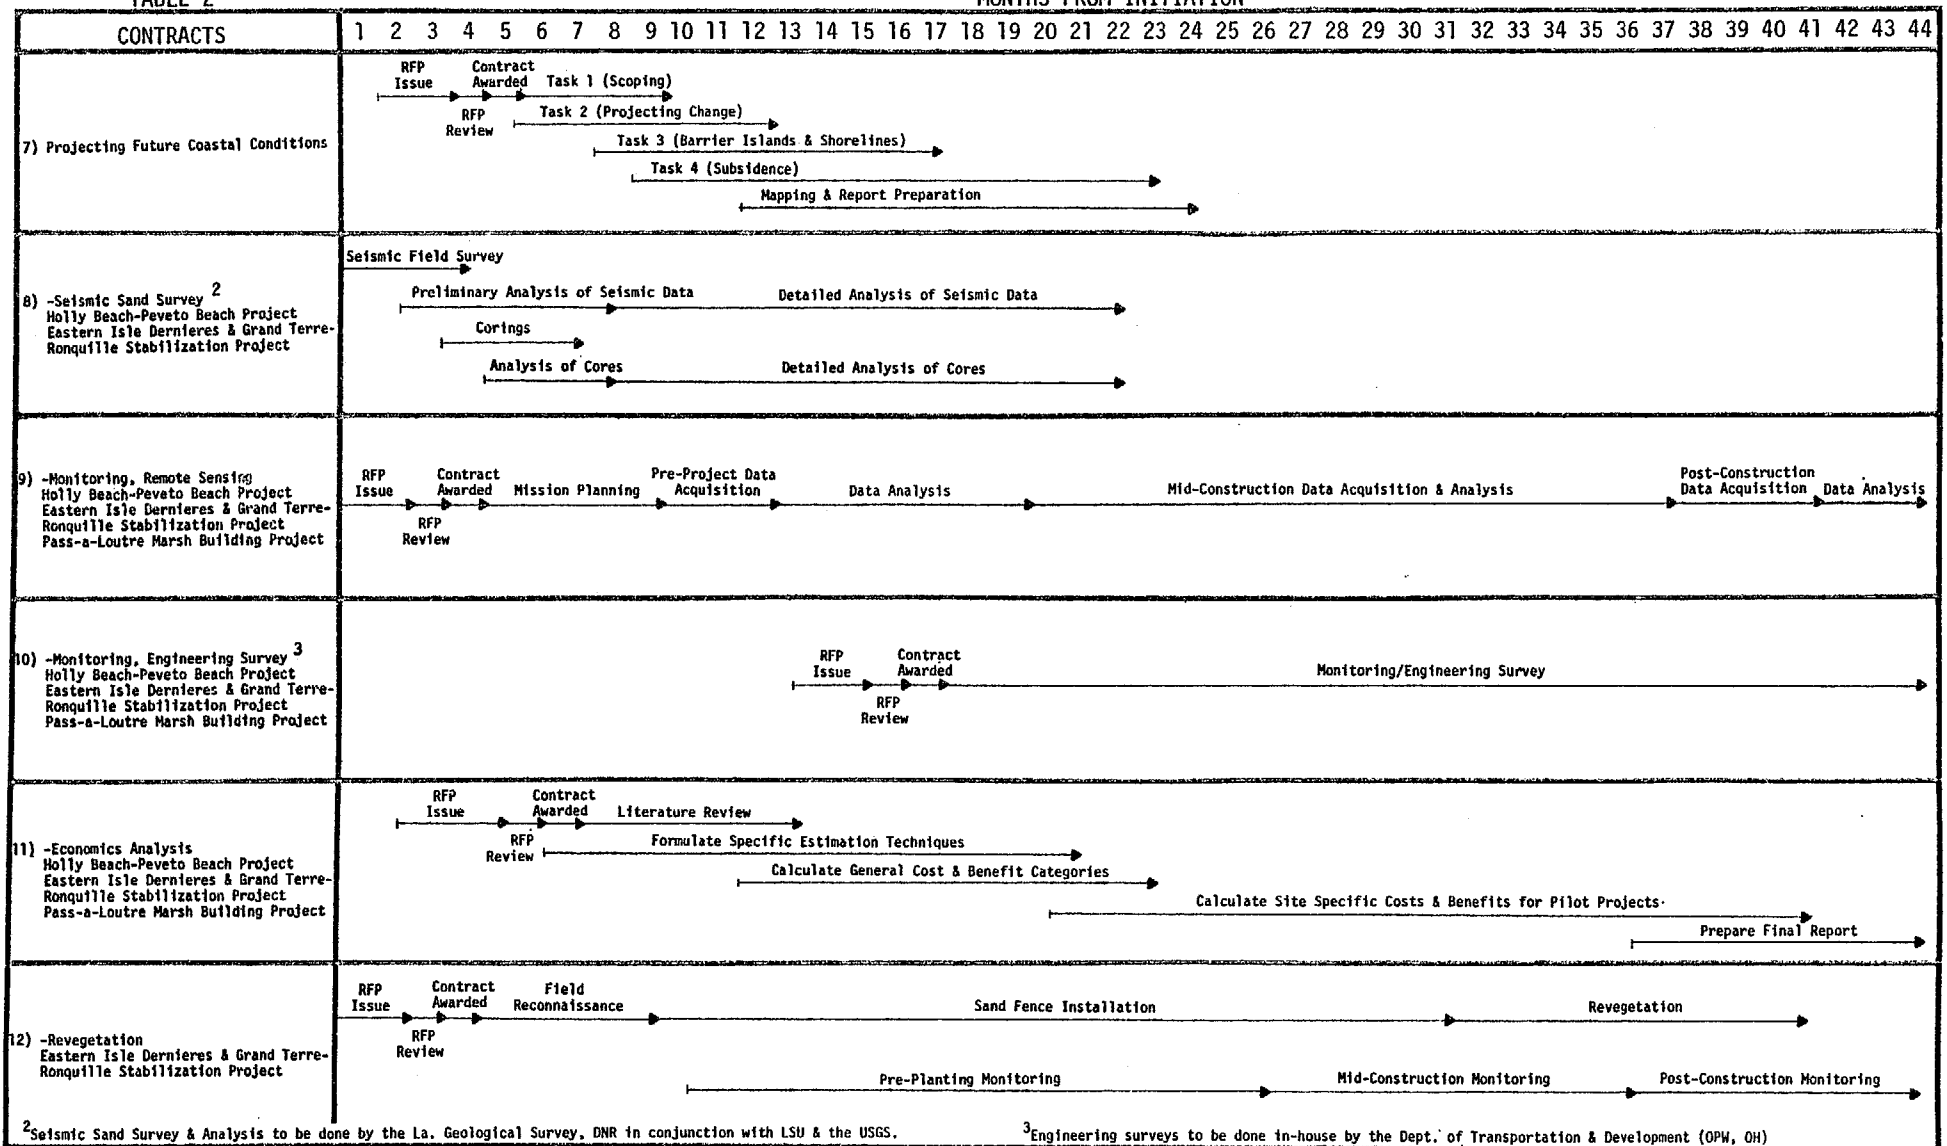 TABLE 2
MONTHS FROM INITIATION
CONTRACTS
1 2 3 4 5 6 7 8 9 10 11 12 13 14 15 16 17 18 19 20 21 22 23 24 25 26 27 28 29 30 31 32 33 34 35 36 37 38 39 40 41 42 43 44
7) Projecting Future Coastal Conditions
RFP
Issue
Contract
Awarded
Task 1 (Scoping)
RFP
Review
Task 2 (Projecting Change)
Task 3 (Barrier Islands & Shorelines)
Task 4 (Subsidence)
Mapping & Report Preparation
8) -Seismic Sand Survey 2
Holly Beach-Peveto Beach Project
Eastern Isle Dernieres & Grand Terre-
Ronquille Stabilization Project
Seismic Field Survey
Preliminary Analysis of Seismic Data
Detailed Analysis of Seismic Data
Corings
Analysis of Cores
Detailed Analysis of Cores
9) -Monitoring, Remote Sensing
Holly Beach-Peveto Beach Project
Eastern Isle Dernieres & Grand Terre-
Ronquille Stabilization Project
Pass-a-Loutre Marsh Building Project
RFP
Issue
Contract
Awarded
Mission Planning
Pre-Project Data
Acquisition
Data Analysis
Mid-Construction Data Acquisition & Analysis
Post-Construction
Data Acquisition
Data Analysis
RFP
Review
10) -Monitoring, Engineering Survey 3
Holly Beach-Peveto Beach Project
Eastern Isle Dernieres & Grand Terre-
Ronquille Stabilization Project
Pass-a-Loutre Marsh Building Project
RFP
Issue
Contract
Awarded
Monitoring/Engineering Survey
RFP
Review
11) -Economics Analysis
Holly Beach-Peveto Beach Project
Eastern Isle Dernieres & Grand Terre-
Ronquille Stabilization Project
Pass-a-Loutre Marsh Building Project
RFP
Issue
Contract
Awarded
Literature Review
RFP
Review
Formulate Specific Estimation Techniques
Calculate General Cost & Benefit Categories
Calculate Site Specific Costs & Benefits for Pilot Projects
Prepare Final Report
12) -Revegetation
Eastern Isle Dernieres & Grand Terre-
Ronquille Stabilization Project
RFP
Issue
Contract
Awarded
Field
Reconnaissance
Sand Fence Installation
Revegetation
RFP
Review
Pre-Planting Monitoring
Mid-Construction Monitoring
Post-Construction Monitoring
2Seismic Sand Survey & Analysis to be done by the La. Geological Survey, DNR in conjunction with LSU & the USGS.
3Engineering surveys to be done in-house by the Dept. of Transportation & Development (OPW, OH)